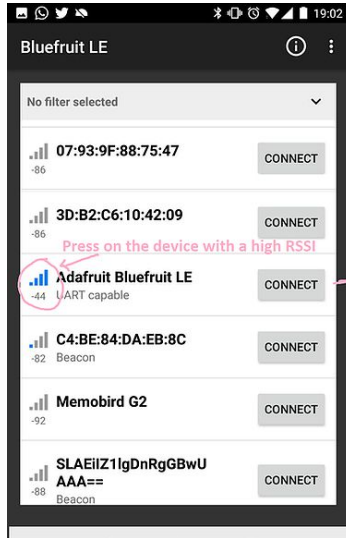 19:02
Bluefruit LE
No filter selected
07:93:9F:88:75:47
CONNECT
-86
3D:B2:C6:10:42:09
CONNECT
-86
Press on the device with a high RSSI
Adafruit Bluefruit LE
CONNECT
-44 UART capable
C4:BE:84:DA:EB:8C
CONNECT
-82 Beacon
Memobird G2
CONNECT
-92
SLAEiIZ1lgDnRgGBwU
AAA==
CONNECT
-88
Beacon